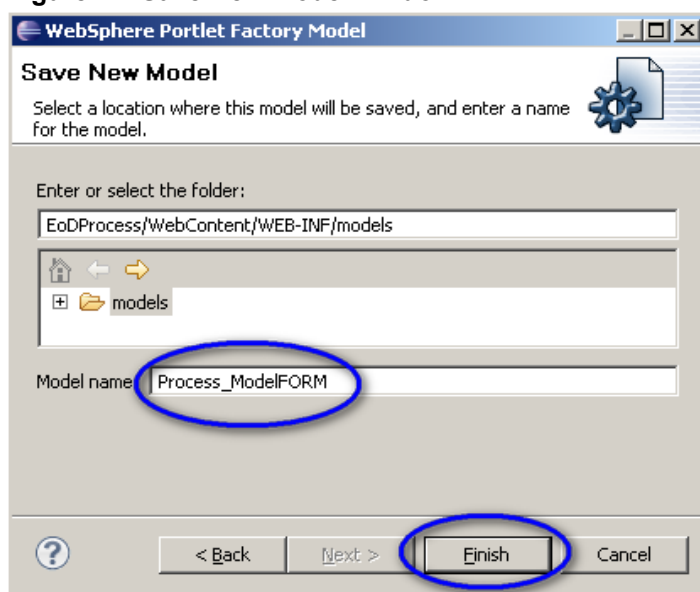 WebSphere Portlet Factory Model
Save New Model
Select a location where this model will be saved, and enter a name
for the model.
Enter or select the folder:
EoDProcess/WebContent/WEB-INF/models
models
Model name:
Process_ModelFORM
< Back
Next >
Finish
Cancel